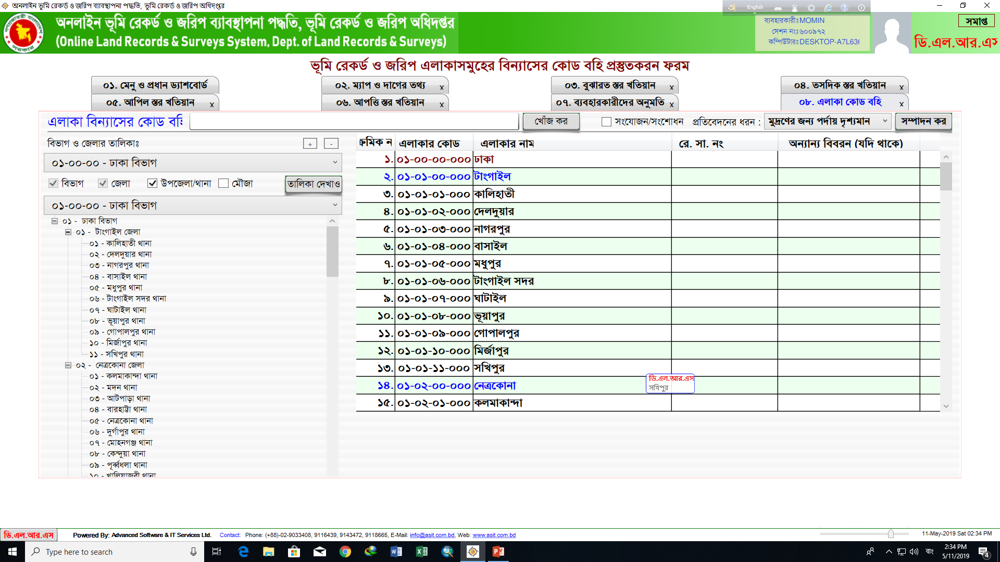 অনলাইন ভূমি রেকর্ড ও জরিপ ব্যাবস্থাপনা পদ্ধতি, ভূমি রেকর্ড ও জরিপ অধিদপ্তর
English
অনলাইন ভূমি রেকর্ড ও জরিপ ব্যাবস্থাপনা পদ্ধতি, ভূমি রেকর্ড ও জরিপ অধিদপ্তর
(Online Land Records & Surveys System, Dept. of Land Records & Surveys)
ব্যবহারকারীঃ MOMIN
সেশন নংঃ ৬০০৯৭২
কম্পিউটারঃ DESKTOP-A7L636
সমাপ্ত
ডি.এল.আর.এস
ভূমি রেকর্ড ও জরিপ এলাকাসমুহের বিন্যাসের কোড বহি প্রস্তুতকরন ফরম
০১. মেনু ও প্রধান ড্যাশবোর্ড
০২. ম্যাপ ও দাগের তথ্য x
০৩. বুঝারত স্তর খতিয়ান x
০৪. তসদিক স্তর খতিয়ান x
০৫. আপিল স্তর খতিয়ান x
০৬. আপত্তি স্তর খতিয়ান x
০৭. ব্যবহারকারীদের অনুমতি x
০৮. এলাকা কোড বহি x
এলাকা বিন্যাসের কোড বহি
খোঁজ কর
সংযোজন/সংশোধন
প্রতিবেদনের ধরন :
মুদ্রণের জন্য পর্দায় দৃশ্যমান
সম্পাদন কর
বিভাগ ও জেলার তালিকাঃ + -
০১-০০-০০ - ঢাকা বিভাগ
বিভাগ জেলা উপজেলা/থানা মৌজা তালিকা দেখাও
০১-০০-০০ - ঢাকা বিভাগ
০১ - ঢাকা বিভাগ
০১ - টাংগাইল জেলা
০১ - কালিহাতী থানা
০২ - দেলদুয়ার থানা
০৩ - নাগরপুর থানা
০৪ - বাসাইল থানা
০৫ - মধুপুর থানা
০৬ - টাংগাইল সদর থানা
০৭ - ঘাটাইল থানা
০৮ - ভূয়াপুর থানা
০৯ - গোপালপুর থানা
১০ - মির্জাপুর থানা
১১ - সখিপুর থানা
০২ - নেত্রকোনা জেলা
০১ - কলমাকান্দা থানা
০২ - মদন থানা
০৩ - আটপাড়া থানা
০৪ - বারহাট্টা থানা
০৫ - নেত্রকোনা থানা
০৬ - দুর্গাপুর থানা
০৭ - মোহনগঞ্জ থানা
০৮ - কেন্দুয়া থানা
০৯ - পূর্ব্বধলা থানা
১০ - খালিয়াজুরী থানা
ক্রমিক ন এলাকার কোড এলাকার নাম রে. সা. নং অন্যান্য বিবরন (যদি থাকে)
১. ০১-০০-০০-০০০ ঢাকা
২. ০১-০১-০০-০০০ টাংগাইল
৩. ০১-০১-০১-০০০ কালিহাতী
৪. ০১-০১-০২-০০০ দেলদুয়ার
৫. ০১-০১-০৩-০০০ নাগরপুর
৬. ০১-০১-০৪-০০০ বাসাইল
৭. ০১-০১-০৫-০০০ মধুপুর
৮. ০১-০১-০৬-০০০ টাংগাইল সদর
৯. ০১-০১-০৭-০০০ ঘাটাইল
১০. ০১-০১-০৮-০০০ ভূয়াপুর
১১. ০১-০১-০৯-০০০ গোপালপুর
১২. ০১-০১-১০-০০০ মির্জাপুর
১৩. ০১-০১-১১-০০০ সখিপুর
১৪. ০১-০২-০০-০০০ নেত্রকোনা
১৫. ০১-০২-০১-০০০ কলমাকান্দা
ডি.এল.আর.এস
সখিপুর
ডি.এল.আর.এস
Powered By: Advanced Software & IT Services Ltd. Contact: Phone: (+88)-02-9033408, 9116439, 9143472, 9118665, E-Mail: info@asit.com.bd, Web: www.asit.com.bd
11-May-2019 Sat 02:34 PM
Type here to search
বাং
2:34 PM
5/11/2019
4